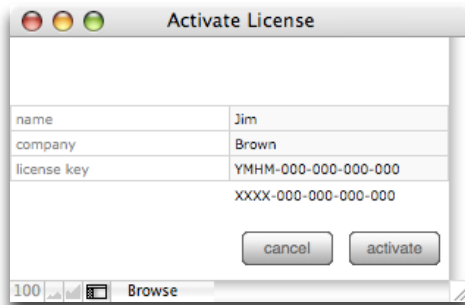 Activate License
name Jim
company Brown
license key YMHM-000-000-000-000
XXXX-000-000-000-000
cancel activate
100 Browse